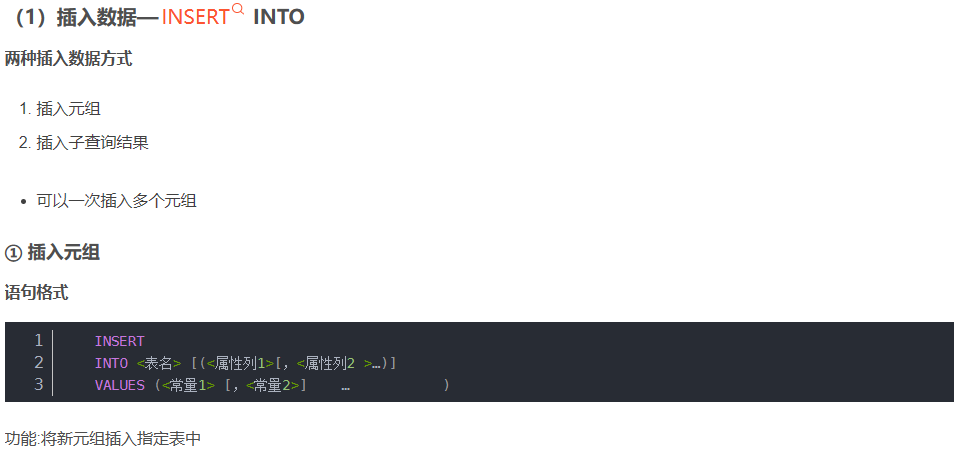 （1）插入数据—INSERT INTO
两种插入数据方式
1. 插入元组
2. 插入子查询结果
• 可以一次插入多个元组
① 插入元组
语句格式
1 INSERT
2 INTO <表名> [(<属性列1>[，<属性列2 >…)]
3 VALUES (<常量1> [，<常量2>] … )
功能:将新元组插入指定表中